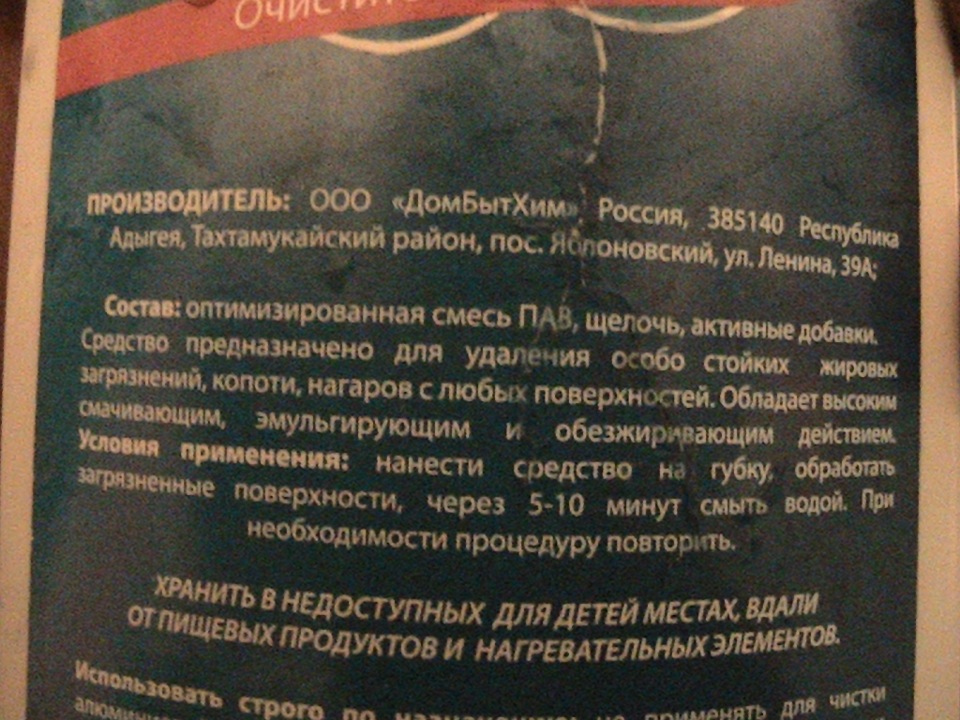 ПРОИЗВОДИТЕЛЬ: ООО «ДомБытХим», Россия, 385140 Республика
Адыгея, Тахтамукайский район, пос. Яблоновский, ул. Ленина, 39А;
Состав: оптимизированная смесь ПАВ, щелочь, активные добавки.
Средство предназначено для удаления особо стойких жировых
загрязнений, копоти, нагаров с любых поверхностей. Обладает высоким
смачивающим, эмульгирующим и обезжиривающим действием.
Условия применения: нанести средство на губку, обработать
загрязненные поверхности, через 5-10 минут смыть водой. При
необходимости процедуру повторить.
ХРАНИТЬ В НЕДОСТУПНЫХ ДЛЯ ДЕТЕЙ МЕСТАХ, ВДАЛИ
ОТ ПИЩЕВЫХ ПРОДУКТОВ И НАГРЕВАТЕЛЬНЫХ ЭЛЕМЕНТОВ.
Использовать строго по назначению: не применять для чистки